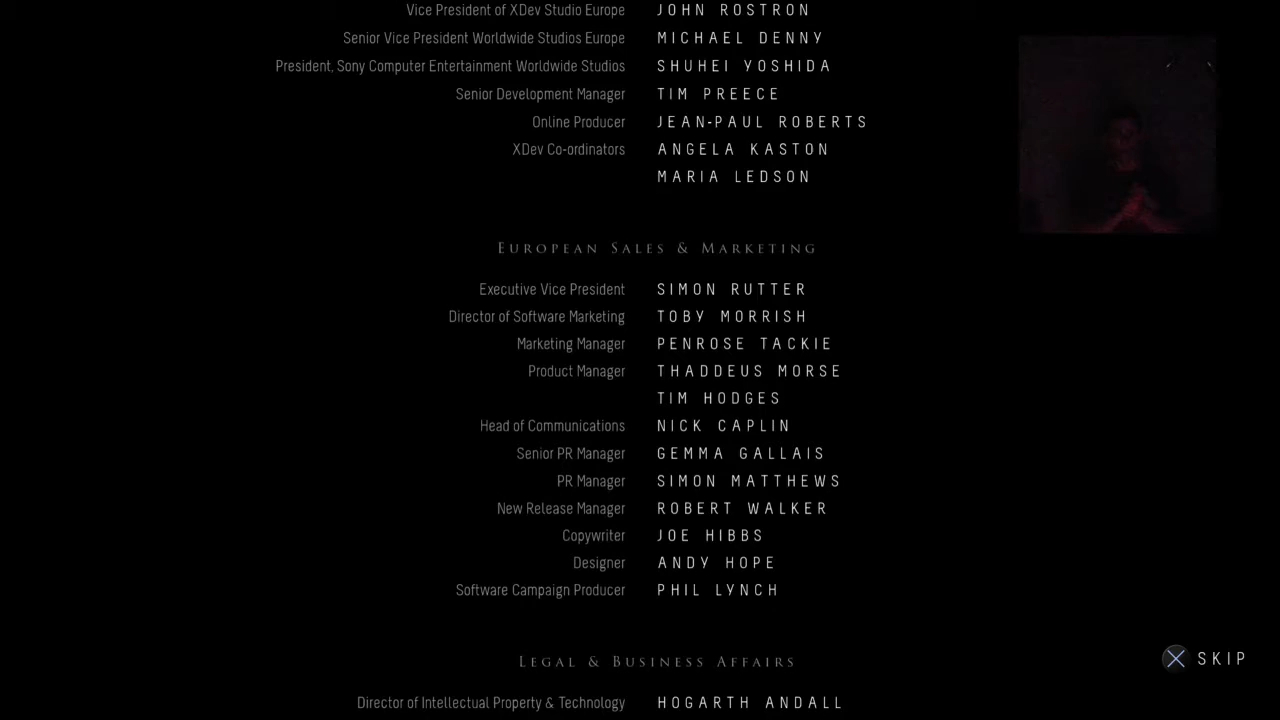 Vice President of XDev Studio Europe JOHN ROSTRON
Senior Vice President Worldwide Studios Europe MICHAEL DENNY
President, Sony Computer Entertainment Worldwide Studios SHUHEI YOSHIDA
Senior Development Manager TIM PREECE
Online Producer JEAN-PAUL ROBERTS
XDev Co-ordinators ANGELA KASTON
MARIA LEDSON
EUROPEAN SALES & MARKETING
Executive Vice President SIMON RUTTER
Director of Software Marketing TOBY MORRISH
Marketing Manager PENROSE TACKIE
Product Manager THADDEUS MORSE
TIM HODGES
Head of Communications NICK CAPLIN
Senior PR Manager GEMMA GALLAIS
PR Manager SIMON MATTHEWS
New Release Manager ROBERT WALKER
Copywriter JOE HIBBS
Designer ANDY HOPE
Software Campaign Producer PHIL LYNCH
SKIP
LEGAL & BUSINESS AFFAIRS
Director of Intellectual Property & Technology HOGARTH ANDALL